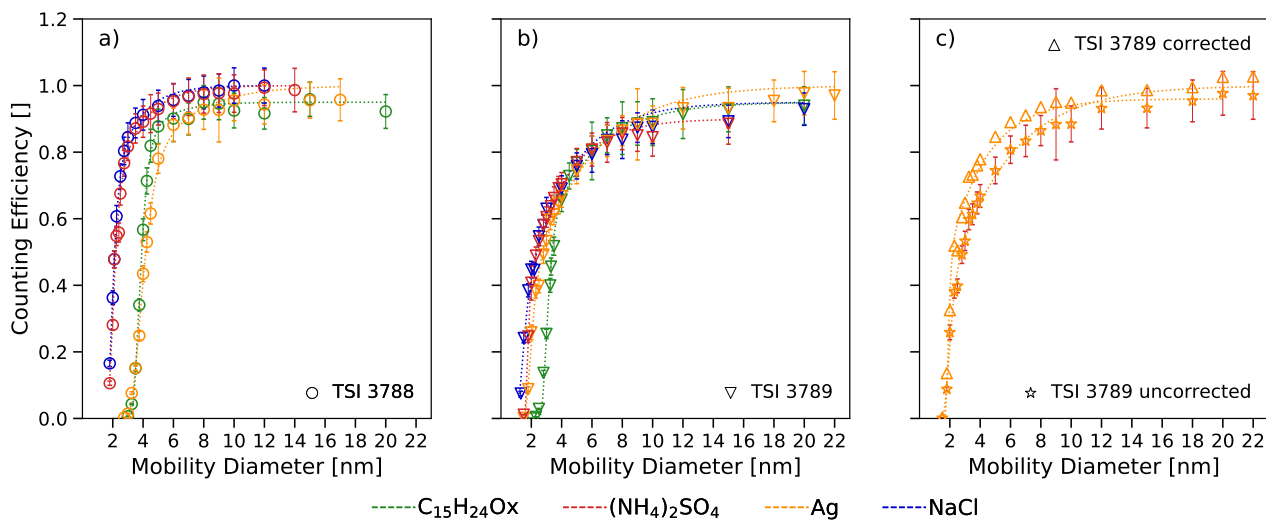 a) b) c)
△ TSI 3789 corrected
○ TSI 3788
▽ TSI 3789
☆ TSI 3789 uncorrected
Counting Efficiency []
1.2
1.0
0.8
0.6
0.4
0.2
0.0
2 4 6 8 10 12 14 16 18 20 22
2 4 6 8 10 12 14 16 18 20 22
2 4 6 8 10 12 14 16 18 20 22
Mobility Diameter [nm] Mobility Diameter [nm] Mobility Diameter [nm]
C₁₅H₂₄Ox (NH₄)₂SO₄ Ag NaCl